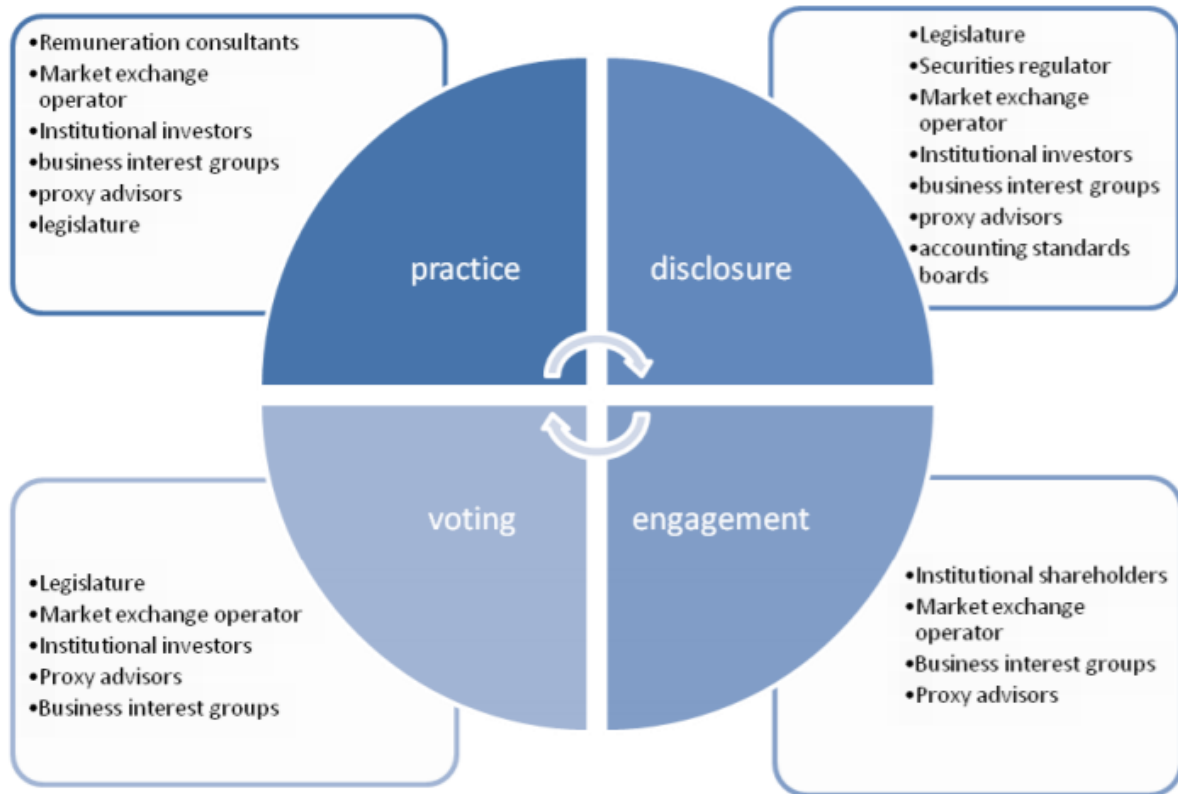 •Remuneration consultants
•Market exchange
operator
•Institutional investors
•business interest groups
•proxy advisors
•legislature
•Legislature
•Securities regulator
•Market exchange
operator
•Institutional investors
•business interest groups
•proxy advisors
•accounting standards
boards
practice
disclosure
voting
engagement
•Legislature
•Market exchange operator
•Institutional investors
•Proxy advisors
•Business interest groups
•Institutional shareholders
•Market exchange
operator
•Business interest groups
•Proxy advisors